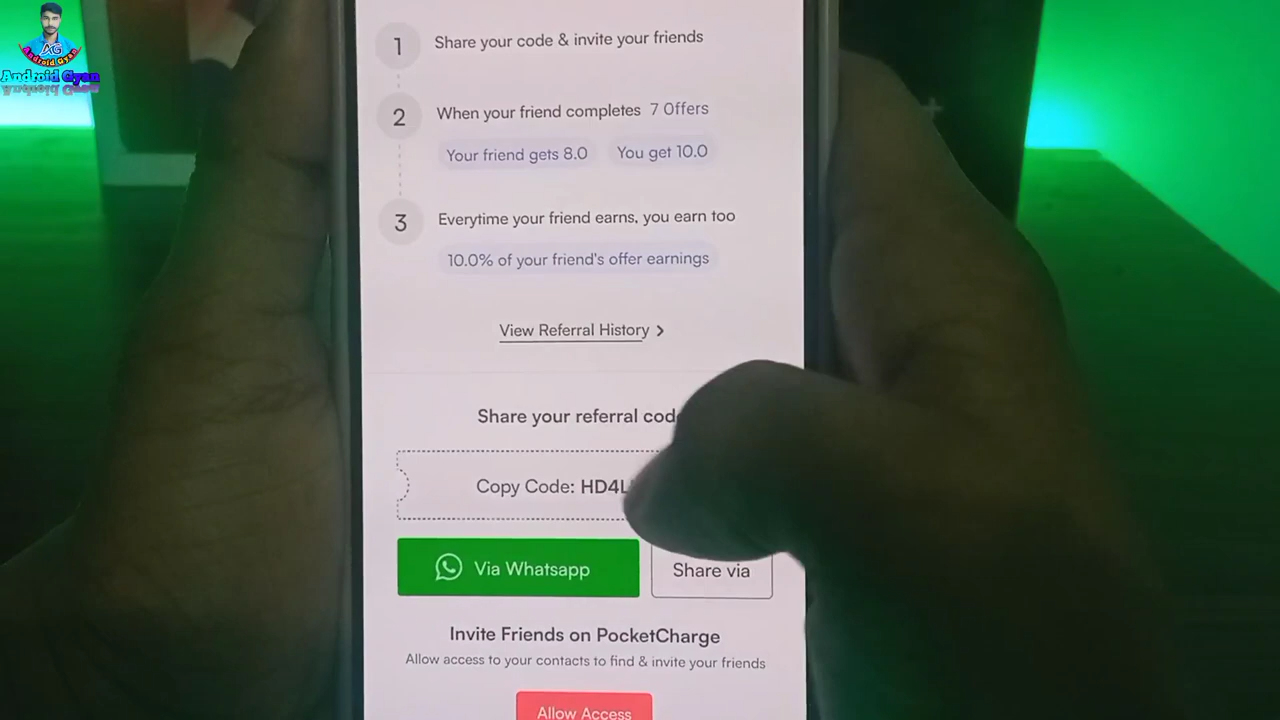 AG
Android Gyan
Android Gyan
1 Share your code & invite your friends
2 When your friend completes 7 Offers
Your friend gets 8.0 You get 10.0
3 Everytime your friend earns, you earn too
10.0% of your friend's offer earnings
View Referral History >
Share your referral
Copy Code:
Via Whatsapp Share via
Invite Friends on PocketCharge
Allow access to your contacts to find & invite your friends
Allow Access